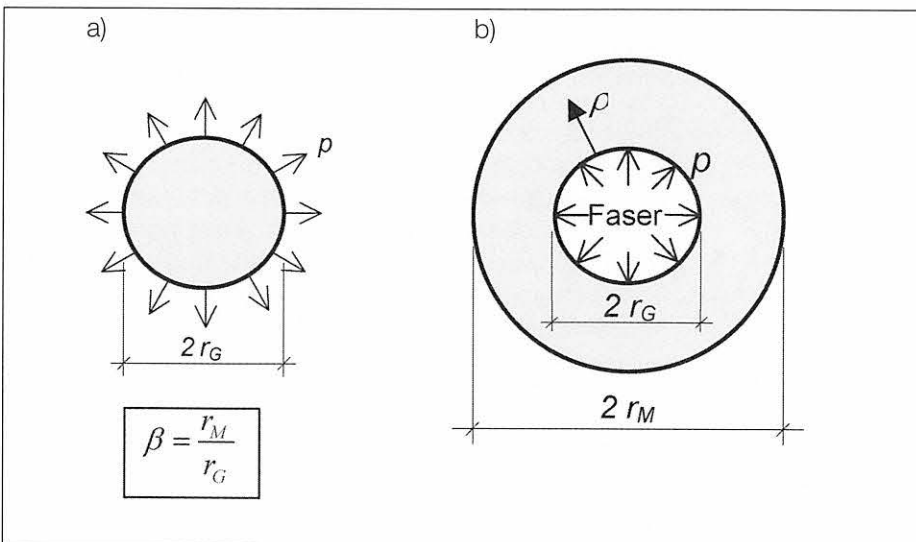 a)
p
2 r_G
β = r_M / r_G
b)
ρ
p
Faser
2 r_G
2 r_M